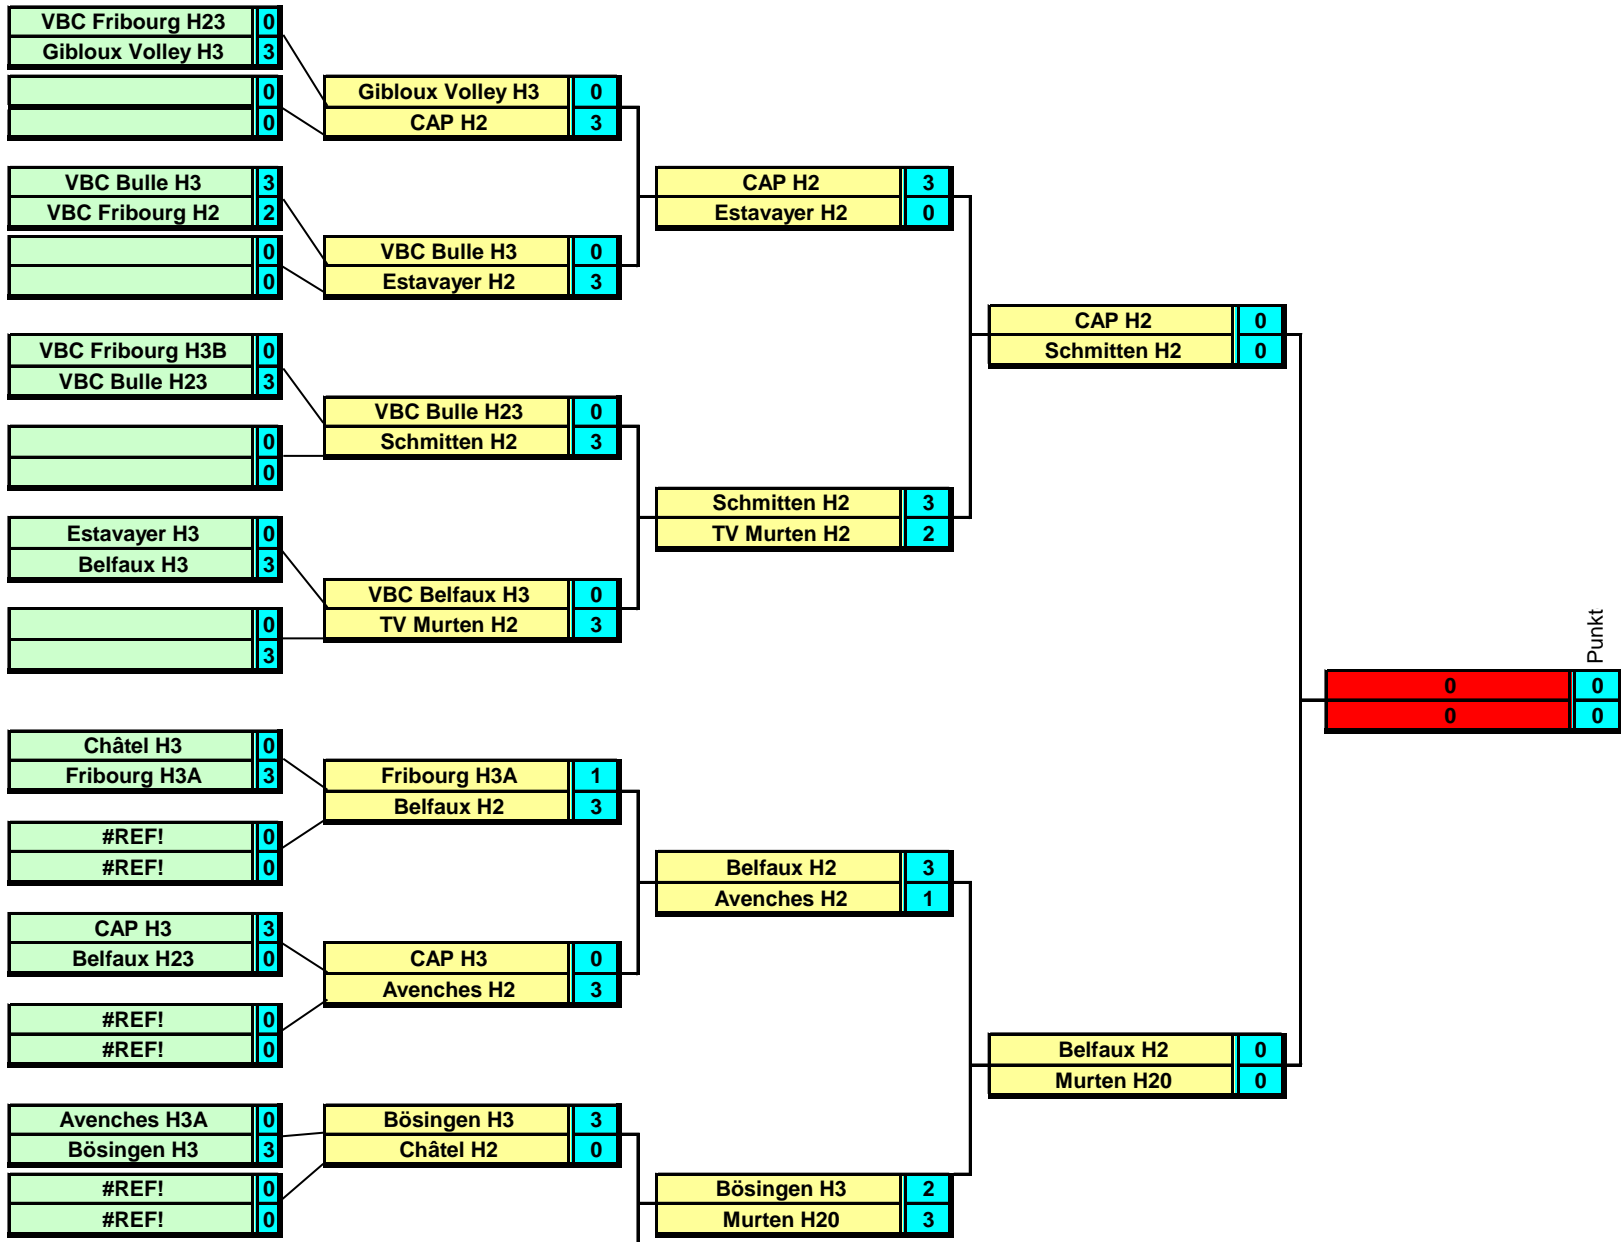 VBC Fribourg H23 0
Gibloux Volley H3 3
0
0
VBC Bulle H3 3
VBC Fribourg H2 2
0
0
VBC Fribourg H3B 0
VBC Bulle H23 3
0
0
Estavayer H3 0
Belfaux H3 3
0
3
Châtel H3 0
Fribourg H3A 3
#REF! 0
#REF! 0
CAP H3 3
Belfaux H23 0
#REF! 0
#REF! 0
Avenches H3A 0
Bösingen H3 3
#REF! 0
#REF! 0
Gibloux Volley H3 0
CAP H2 3
VBC Bulle H3 0
Estavayer H2 3
VBC Bulle H23 0
Schmitten H2 3
VBC Belfaux H3 0
TV Murten H2 3
Fribourg H3A 1
Belfaux H2 3
CAP H3 0
Avenches H2 3
Bösingen H3 3
Châtel H2 0
CAP H2 3
Estavayer H2 0
Schmitten H2 3
TV Murten H2 2
Belfaux H2 3
Avenches H2 1
Bösingen H3 2
Murten H20 3
CAP H2 0
Schmitten H2 0
Belfaux H2 0
Murten H20 0
Punkt
0 0
0 0